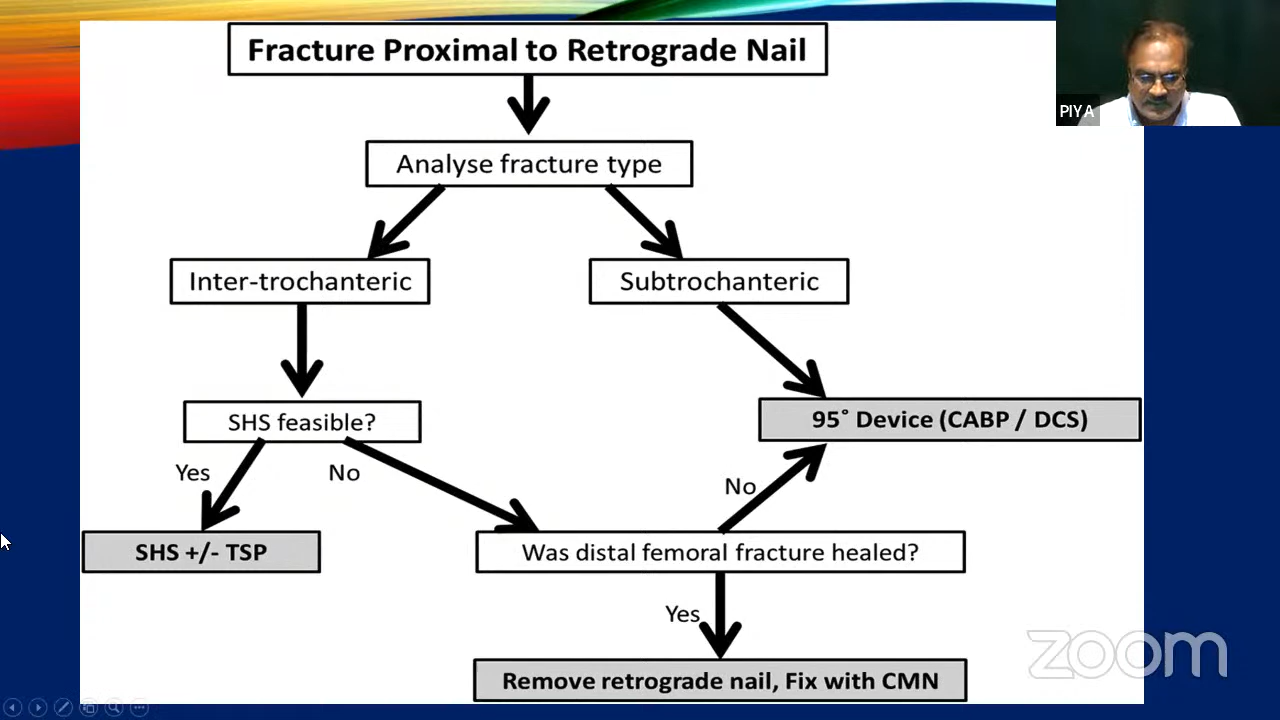 Fracture Proximal to Retrograde Nail
PIYA
Analyse fracture type
Inter-trochanteric
Subtrochanteric
SHS feasible?
95° Device (CABP / DCS)
Yes
No
No
SHS +/- TSP
Was distal femoral fracture healed?
Yes
zoom
Remove retrograde nail, Fix with CMN